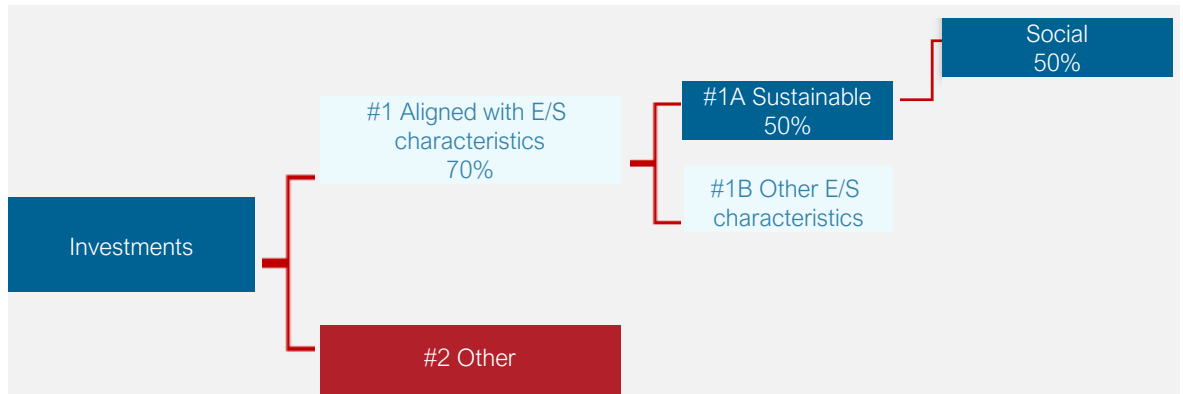 Social
50%
#1A Sustainable
50%
#1 Aligned with E/S
characteristics
70%
#1B Other E/S
characteristics
Investments
#2 Other